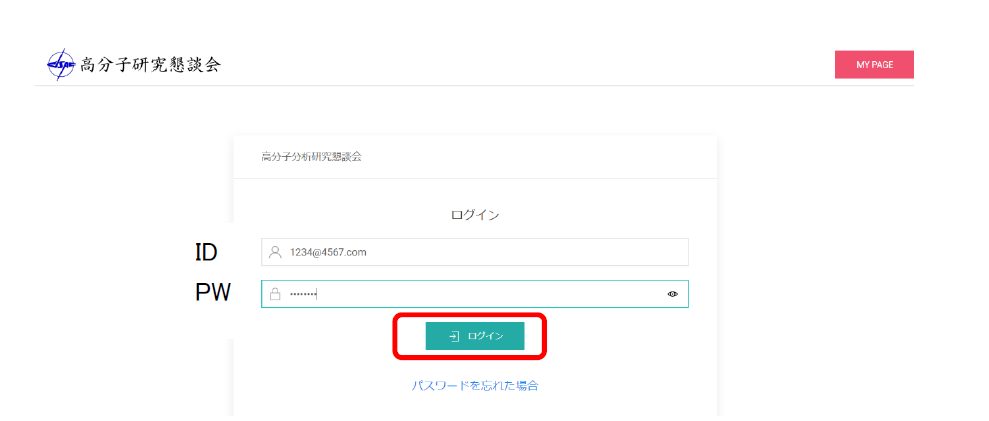 高分子研究懇談会
MY PAGE
高分子分析研究懇談会
ログイン
ID
1234@4567.com
PW
••••••••
ログイン
パスワードを忘れた場合